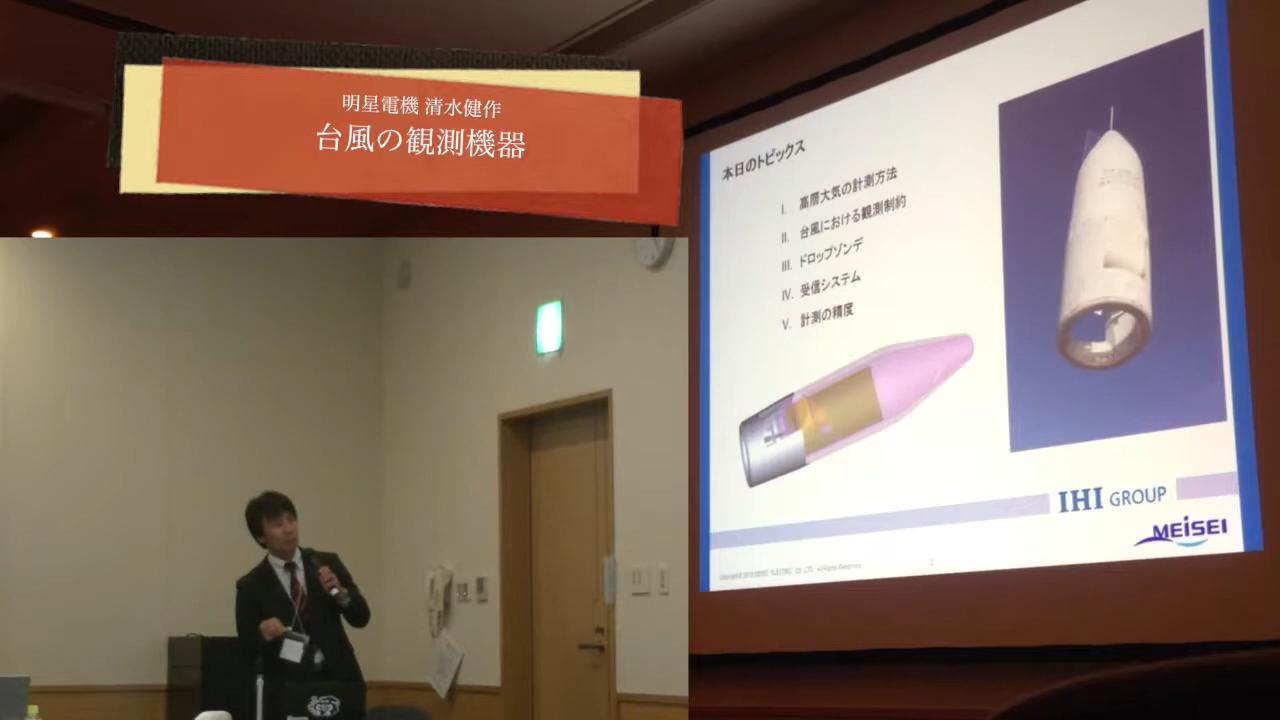 明星電機 清水健作
台風の観測機器
本日のトピックス
I. 高層大気の計測方法
II. 台風における観測制約
III. ドロップゾンデ
IV. 受信システム
V. 計測の精度
IHI GROUP
MEISEI